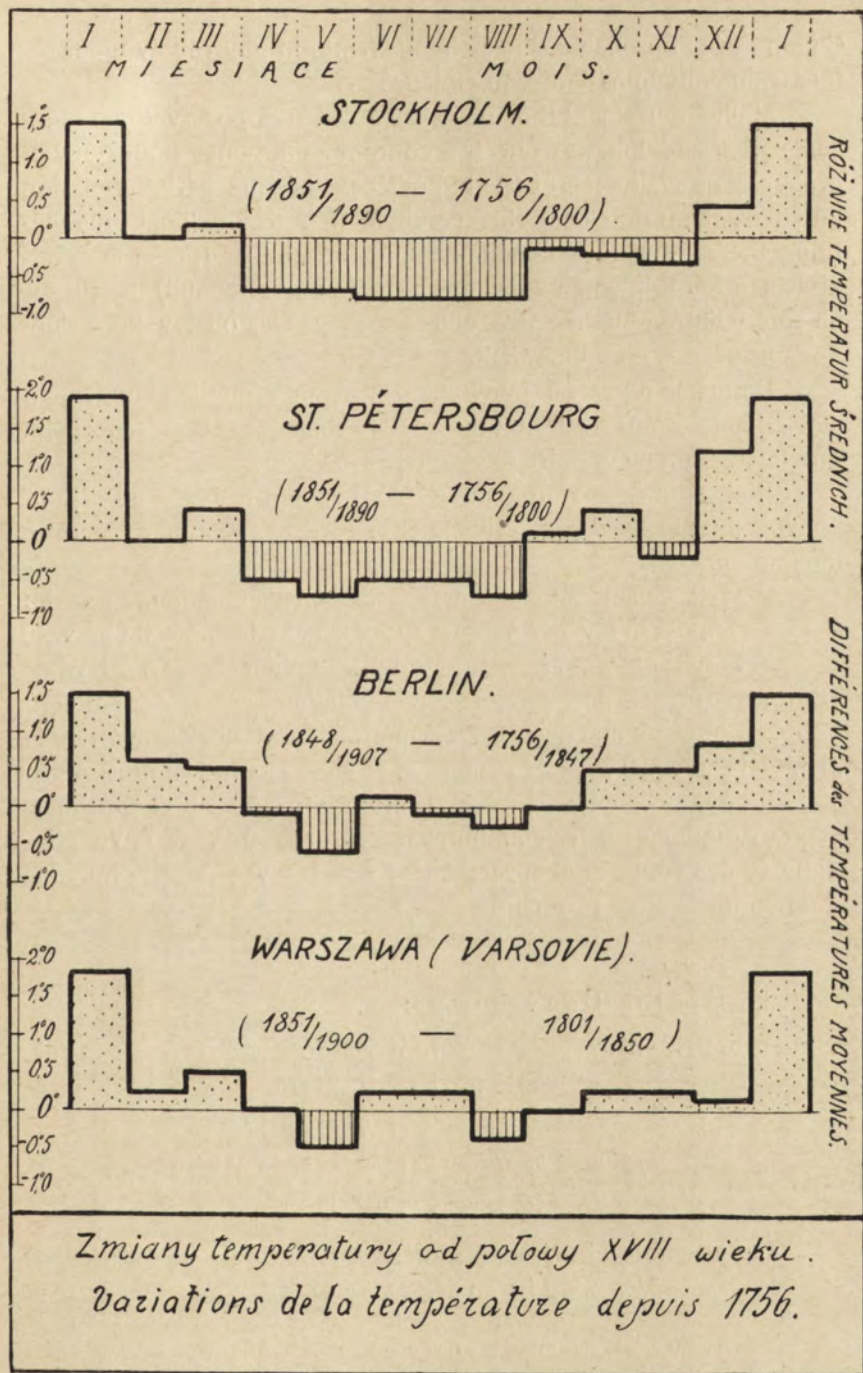 I II III IV V VI VII VIII IX X XI XII I
MIESIĄCE MOIS.
STOCKHOLM.
(1851/1890 — 1756/1800).
1°,5
1°,0
0°,5
0°
-0°,5
-1°,0
ST. PÉTERSBOURG
(1851/1890 — 1756/1800)
2°,0
1°,5
1°,0
0°,5
0°
-0°,5
-1°,0
BERLIN.
(1848/1907 — 1756/1847)
1°,5
1°,0
0°,5
0°
-0°,5
-1°,0
WARSZAWA (VARSOVIE).
(1851/1900 — 1801/1850)
2°,0
1°,5
1°,0
0°,5
0°
-0°,5
-1°,0
RÓŻNICE TEMPERATUR ŚREDNICH.
DIFFÉRENCES des TEMPÉRATURES MOYENNES.
Zmiany temperatury od połowy XVIII wieku.
Variations de la température depuis 1756.